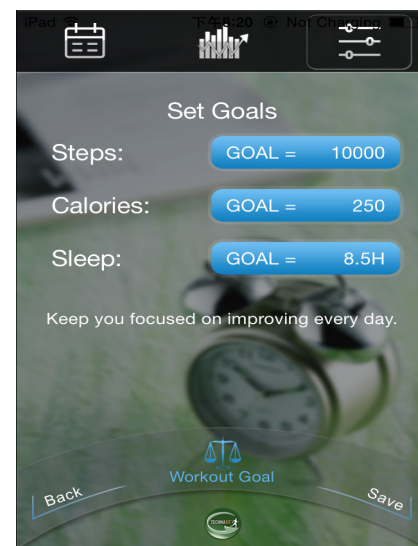 iPad 下午8:20 Not Charging
Set Goals
Steps: GOAL = 10000
Calories: GOAL = 250
Sleep: GOAL = 8.5H
Keep you focused on improving every day.
Workout Goal
Back Save